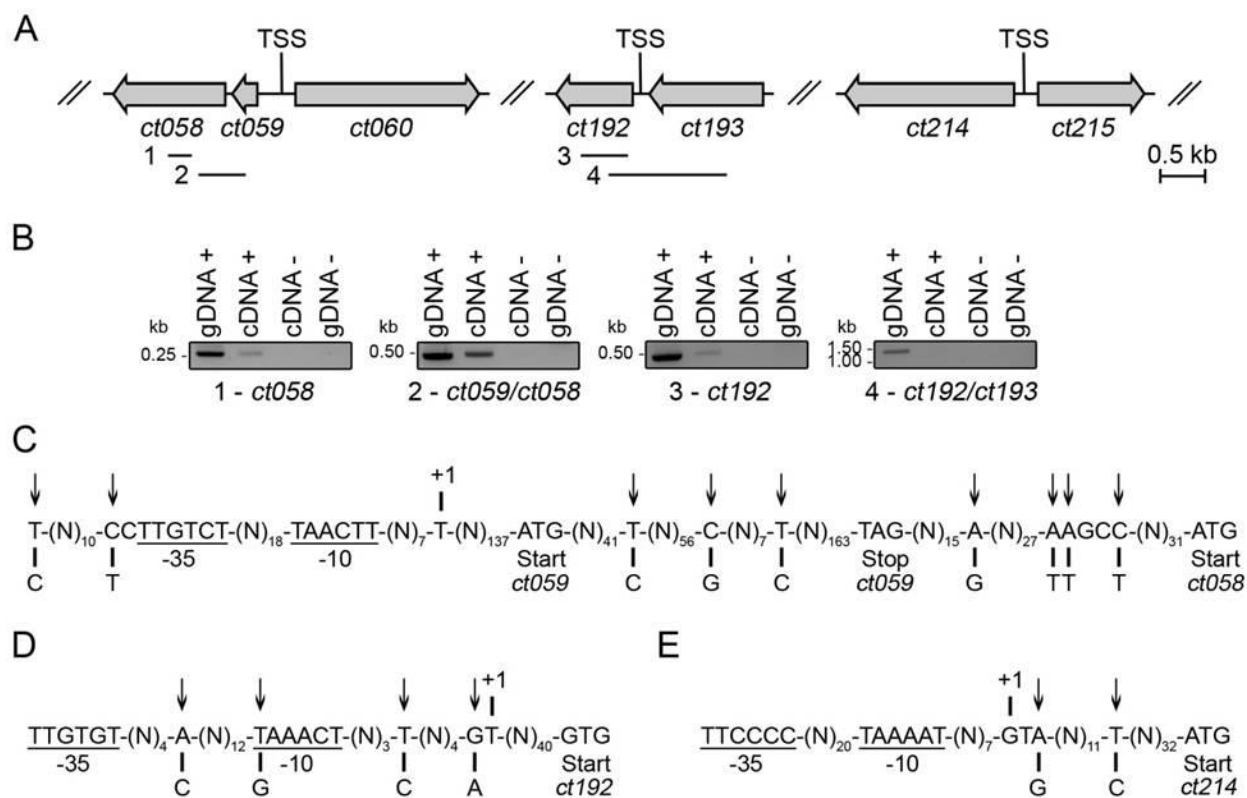 A
TSS
TSS
TSS
ct058 ct059 ct060 ct192 ct193 ct214 ct215
1
2
3
4
0.5 kb
B
gDNA + cDNA + cDNA - gDNA -
gDNA + cDNA + cDNA - gDNA -
gDNA + cDNA + cDNA - gDNA -
gDNA + cDNA + cDNA - gDNA -
kb kb kb kb
0.25 - 0.50 - 0.50 - 1.50 -
1.00 -
1 - ct058 2 - ct059/ct058 3 - ct192 4 - ct192/ct193
C
+1
T-(N)10-CCTTGTCT-(N)18-TAACTT-(N)7-T-(N)137-ATG-(N)41-T-(N)56-C-(N)7-T-(N)163-TAG-(N)15-A-(N)27-AAGCC-(N)31-ATG
-35 -10 Start Stop Start
C T ct059 C G C ct059 G TT T ct058
D
+1
TTGTGT-(N)4-A-(N)12-TAAACT-(N)3-T-(N)4-GT-(N)40-GTG
-35 -10 Start
C G C A ct192
E
+1
TTCCCC-(N)20-TAAAAT-(N)7-GTA-(N)11-T-(N)32-ATG
-35 -10 Start
G C ct214